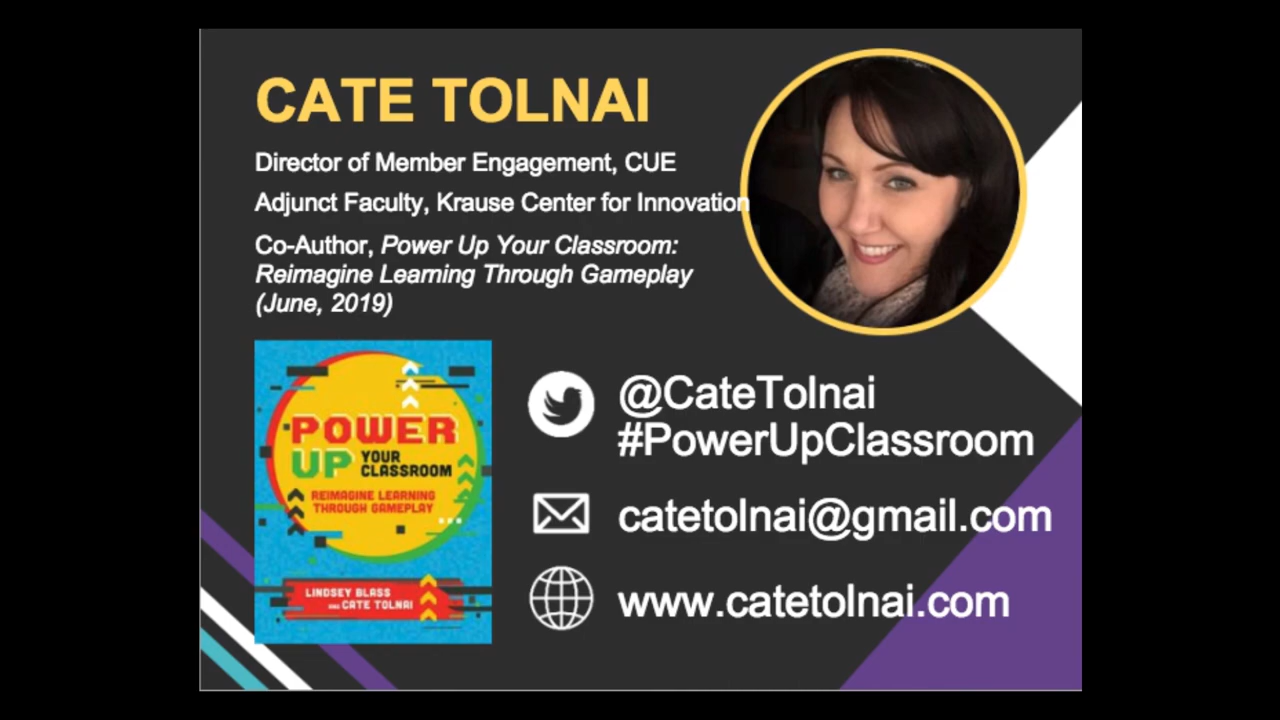 CATE TOLNAI
Director of Member Engagement, CUE
Adjunct Faculty, Krause Center for Innovation
Co-Author, Power Up Your Classroom:
Reimagine Learning Through Gameplay
(June, 2019)
POWER
UP YOUR
CLASSROOM
REIMAGINE LEARNING
THROUGH GAMEPLAY
LINDSEY BLASS
AND CATE TOLNAI
@CateTolnai
#PowerUpClassroom
catetolnai@gmail.com
www.catetolnai.com